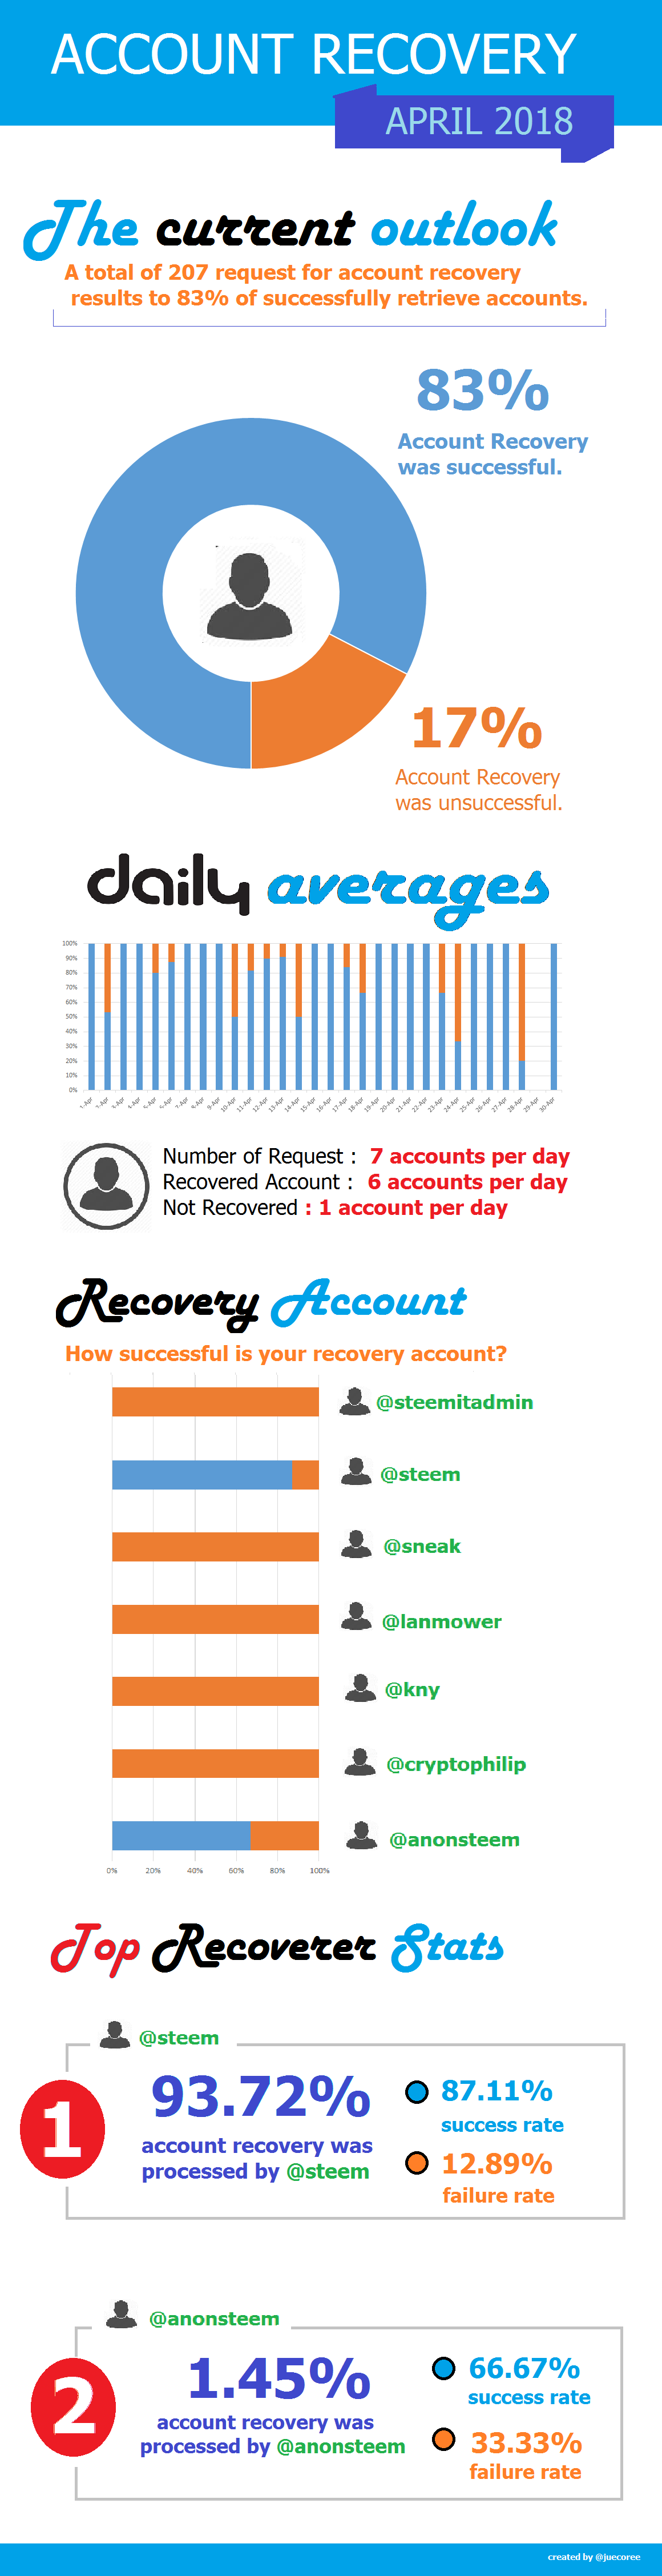 ACCOUNT RECOVERY
APRIL 2018
The current outlook
A total of 207 request for account recovery
results to 83% of successfully retrieve accounts.
83%
Account Recovery
was successful.
17%
Account Recovery
was unsuccessful.
daily averages
100%
90%
80%
70%
60%
50%
40%
30%
20%
10%
0%
1-Apr 2-Apr 3-Apr 4-Apr 5-Apr 6-Apr 7-Apr 8-Apr 9-Apr 10-Apr 11-Apr 12-Apr 13-Apr 14-Apr 15-Apr 16-Apr 17-Apr 18-Apr 19-Apr 20-Apr 21-Apr 22-Apr 23-Apr 24-Apr 25-Apr 26-Apr 27-Apr 28-Apr 29-Apr 30-Apr
Number of Request : 7 accounts per day
Recovered Account : 6 accounts per day
Not Recovered : 1 account per day
Recovery Account
How successful is your recovery account?
@steemitadmin
@steem
@sneak
@lanmower
@kny
@cryptophilip
@anonsteem
0% 20% 40% 60% 80% 100%
Top Recoverer Stats
@steem
1
93.72%
account recovery was
processed by @steem
87.11%
success rate
12.89%
failure rate
@anonsteem
2
1.45%
account recovery was
processed by @anonsteem
66.67%
success rate
33.33%
failure rate
created by @juecoree